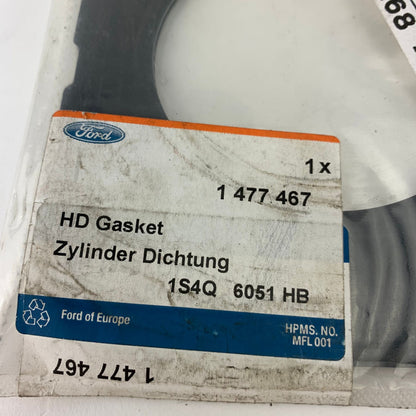 Ford
1 x
1 477 467
HD Gasket
Zylinder Dichtung
1S4Q 6051 HB
Ford of Europe
HPMS. NO.
MFL 001
1 477 467